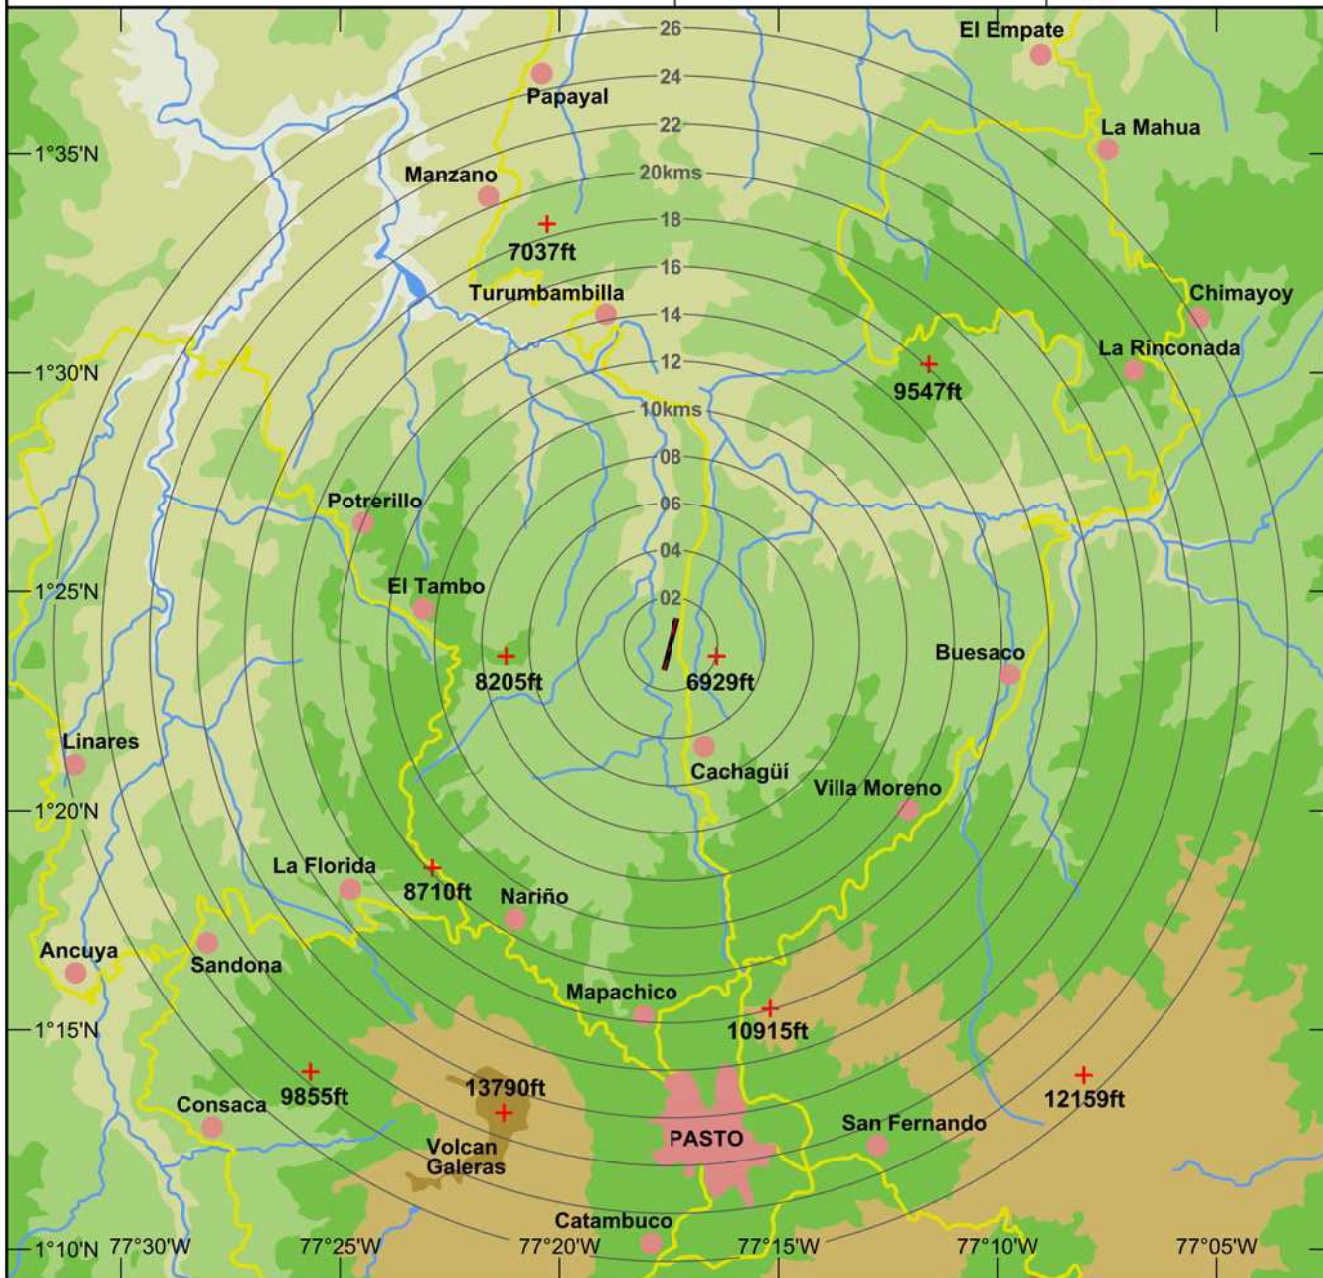 26
El Empate
24
Papayal
22
La Mahua
1°35'N
Manzano
20kms
18
7037ft
16
Turumbambilla
Chimayoy
14
La Rinconada
12
1°30'N
9547ft
10kms
08
Potrerillo
06
04
El Tambo
1°25'N
02
Buesaco
8205ft
6929ft
Linares
Cachagüí
Villa Moreno
1°20'N
La Florida
8710ft
Nariño
Ancuya
Sandona
Mapachico
1°15'N
10915ft
13790ft
9855ft
12159ft
Consaca
San Fernando
PASTO
Volcan
Galeras
Catambuco
1°10'N
77°30'W
77°25'W
77°20'W
77°15'W
77°10'W
77°05'W